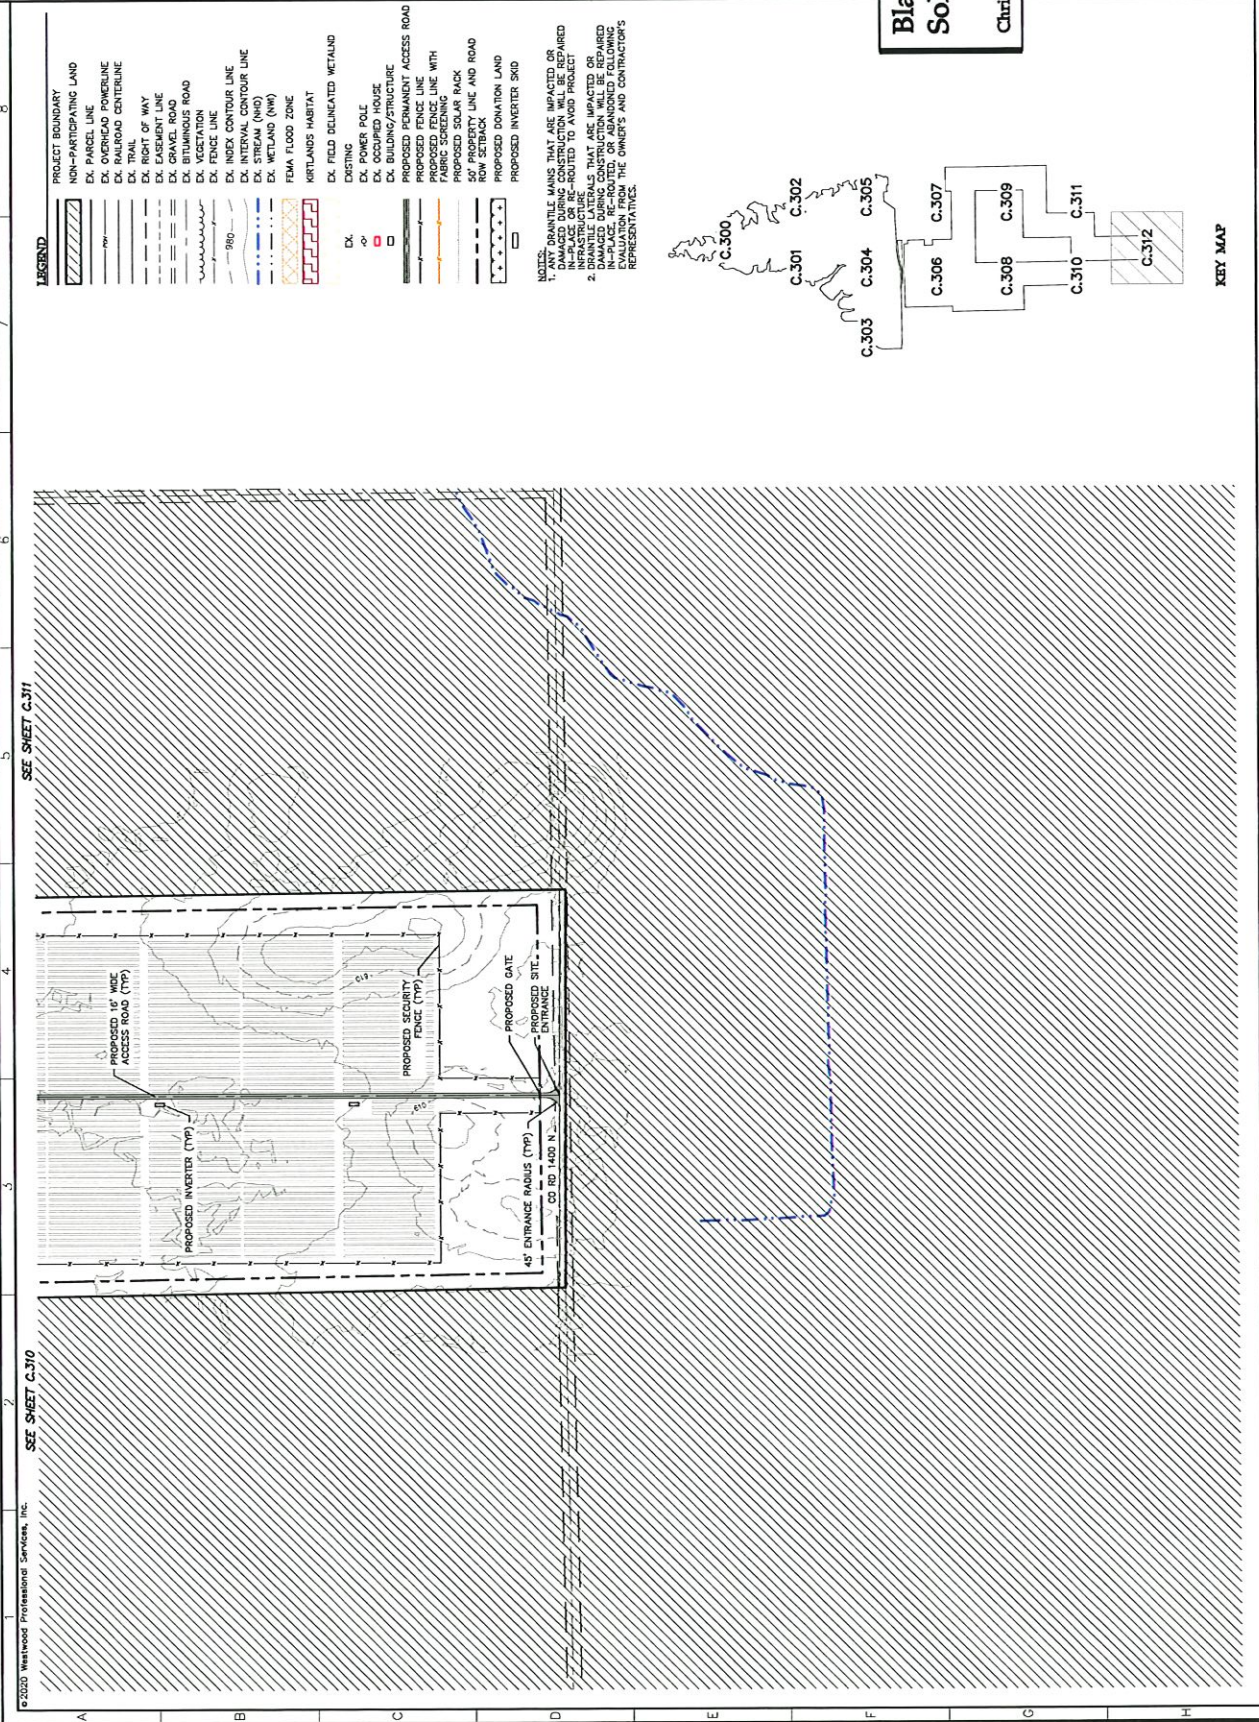 ©2020 Westwood Professional Services, Inc.
1
2
3
4
5
6
7
8
A
B
C
D
E
F
G
H
SEE SHEET C.310
SEE SHEET C.311
PROPOSED 16' WIDE
ACCESS ROAD (TYP)
PROPOSED INVERTER (TYP)
PROPOSED SECURITY
FENCE (TYP)
610
610
PROPOSED GATE
PROPOSED SITE
ENTRANCE
45' ENTRANCE RADIUS (TYP)
CO RD 1400 N
LEGEND
PROJECT BOUNDARY
NON-PARTICIPATING LAND
EX. PARCEL LINE
EX. OVERHEAD POWERLINE
EX. RAILROAD CENTERLINE
EX. TRAIL
EX. RIGHT OF WAY
EX. EASEMENT LINE
EX. GRAVEL ROAD
EX. BITUMINOUS ROAD
EX. VEGETATION
EX. FENCE LINE
EX. INDEX CONTOUR LINE
980
EX. INTERVAL CONTOUR LINE
EX. STREAM (NHD)
EX. WETLAND (NWI)
FEMA FLOOD ZONE
KIRTLANDS HABITAT
EX. FIELD DELINEATED WETALND
EX. EXISTING
EX. POWER POLE
EX. OCCUPIED HOUSE
EX. BUILDING/STRUCTURE
PROPOSED PERMANENT ACCESS ROAD
PROPOSED FENCE LINE
PROPOSED FENCE LINE WITH
FABRIC SCREENING
PROPOSED SOLAR RACK
50' PROPERTY LINE AND ROAD
ROW SETBACK
PROPOSED DONATION LAND
PROPOSED INVERTER SKID
NOTES:
1. ANY DRAINTILE MAINS THAT ARE IMPACTED OR
DAMAGED DURING CONSTRUCTION WILL BE REPAIRED
IN-PLACE OR RE-ROUTED TO AVOID PROJECT
INFRASTRUCTURE
2. DRAINTILE LATERALS THAT ARE IMPACTED OR
DAMAGED DURING CONSTRUCTION WILL BE REPAIRED
IN-PLACE, RE-ROUTED, OR ABANDONED FOLLOWING
EVALUATION FROM THE OWNER'S AND CONTRACTOR'S
REPRESENTATIVES.
C.300
C.301
C.302
C.303
C.304
C.305
C.306
C.307
C.308
C.309
C.310
C.311
C.312
KEY MAP
Bla
So
Chri